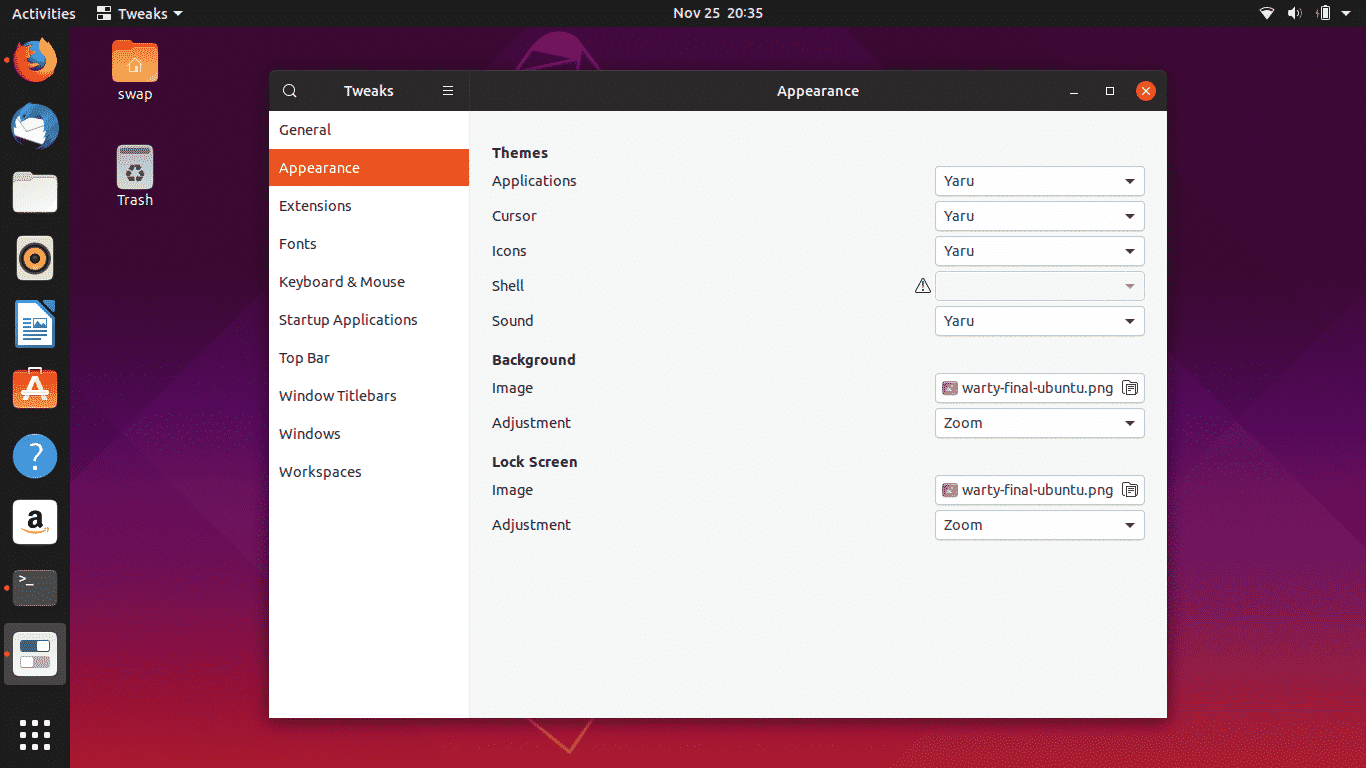 Activities Tweaks Nov 25 20:35
swap
Trash
Tweaks Appearance
General
Appearance
Extensions
Fonts
Keyboard & Mouse
Startup Applications
Top Bar
Window Titlebars
Windows
Workspaces
Themes
Applications Yaru
Cursor Yaru
Icons Yaru
Shell
Sound Yaru
Background
Image warty-final-ubuntu.png
Adjustment Zoom
Lock Screen
Image warty-final-ubuntu.png
Adjustment Zoom
?
a
>_